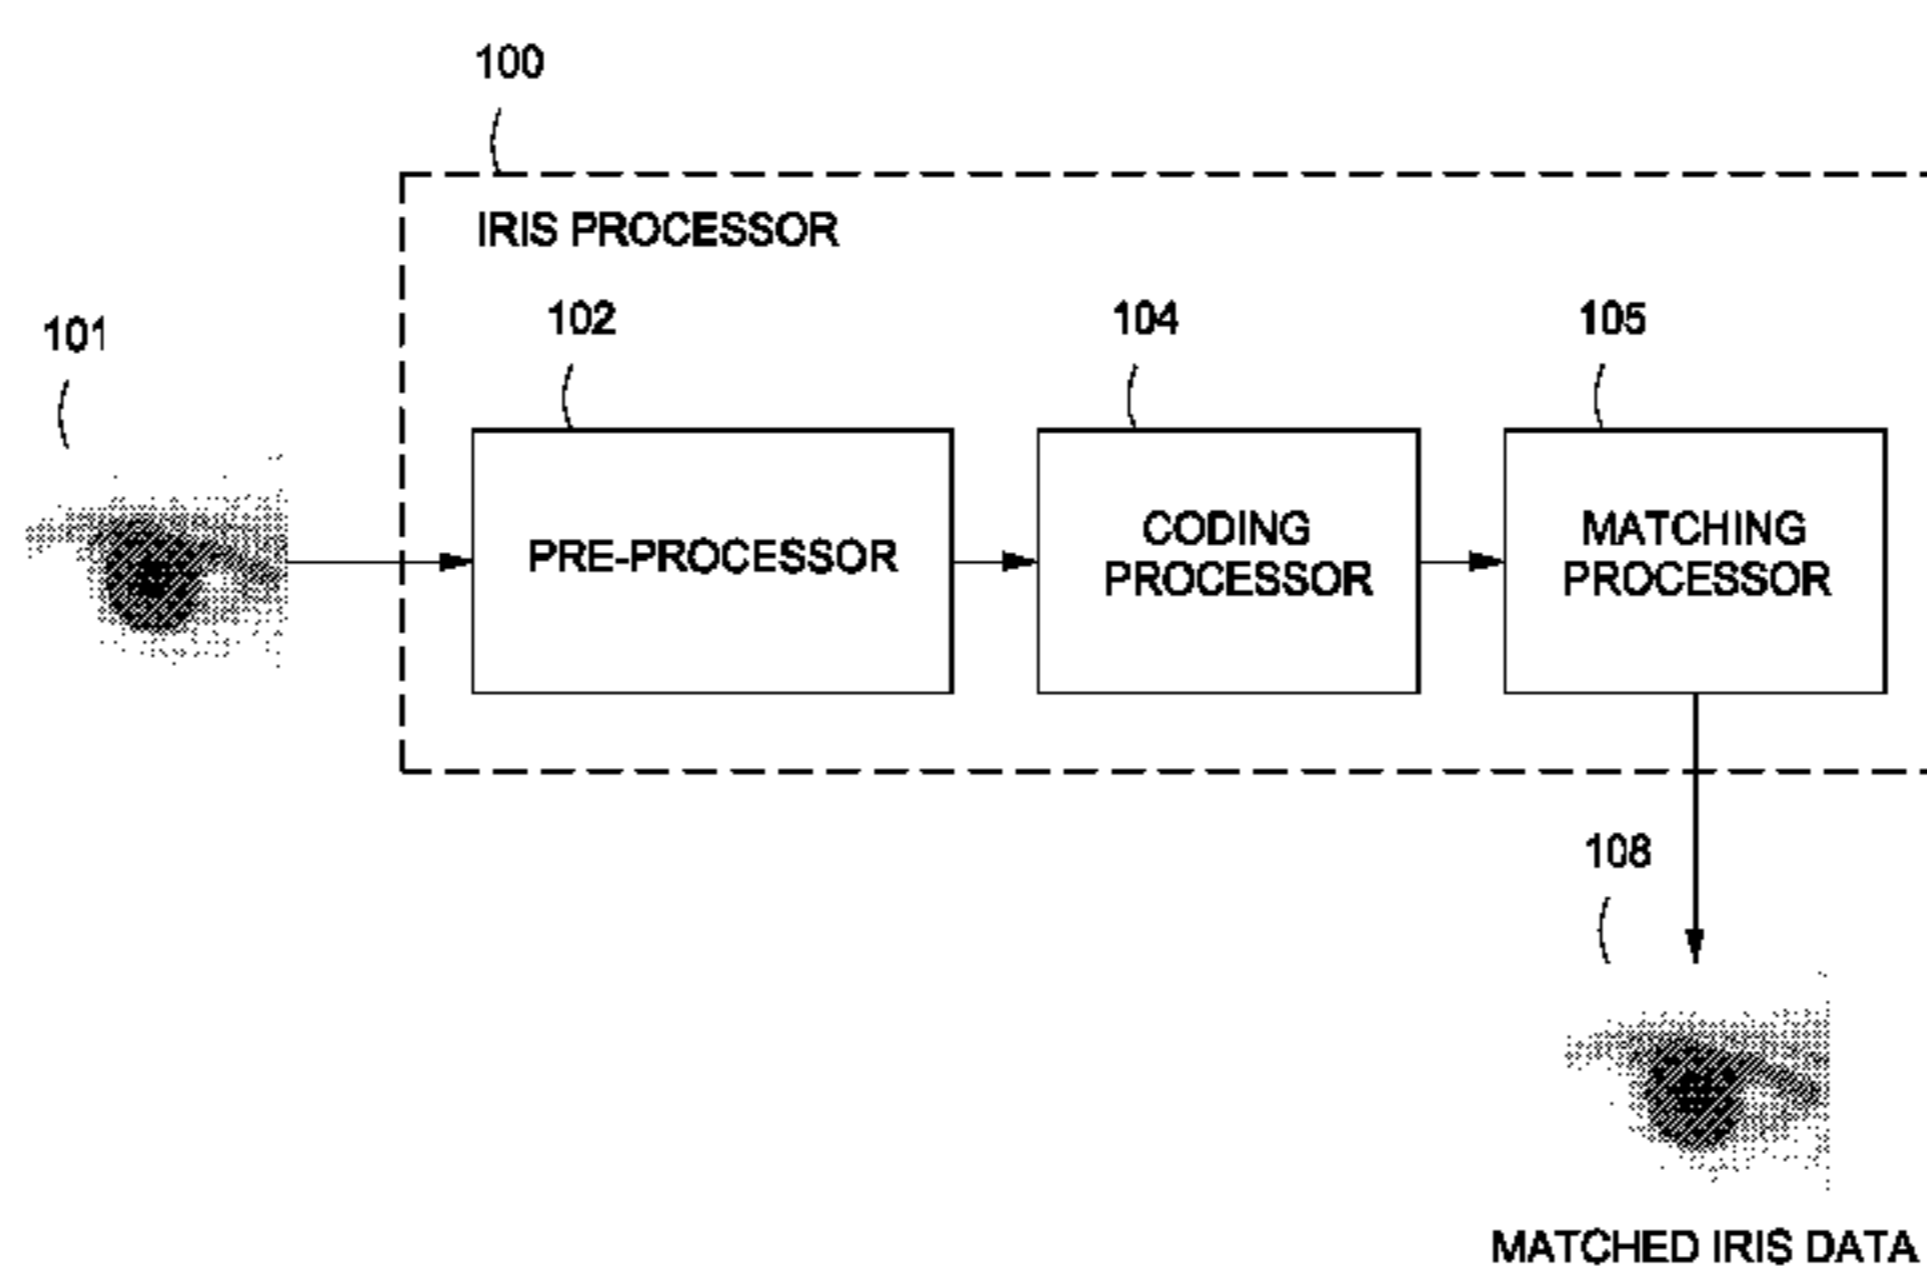 100
IRIS PROCESSOR
101
102
104
105
PRE-PROCESSOR
CODING
PROCESSOR
MATCHING
PROCESSOR
108
MATCHED IRIS DATA